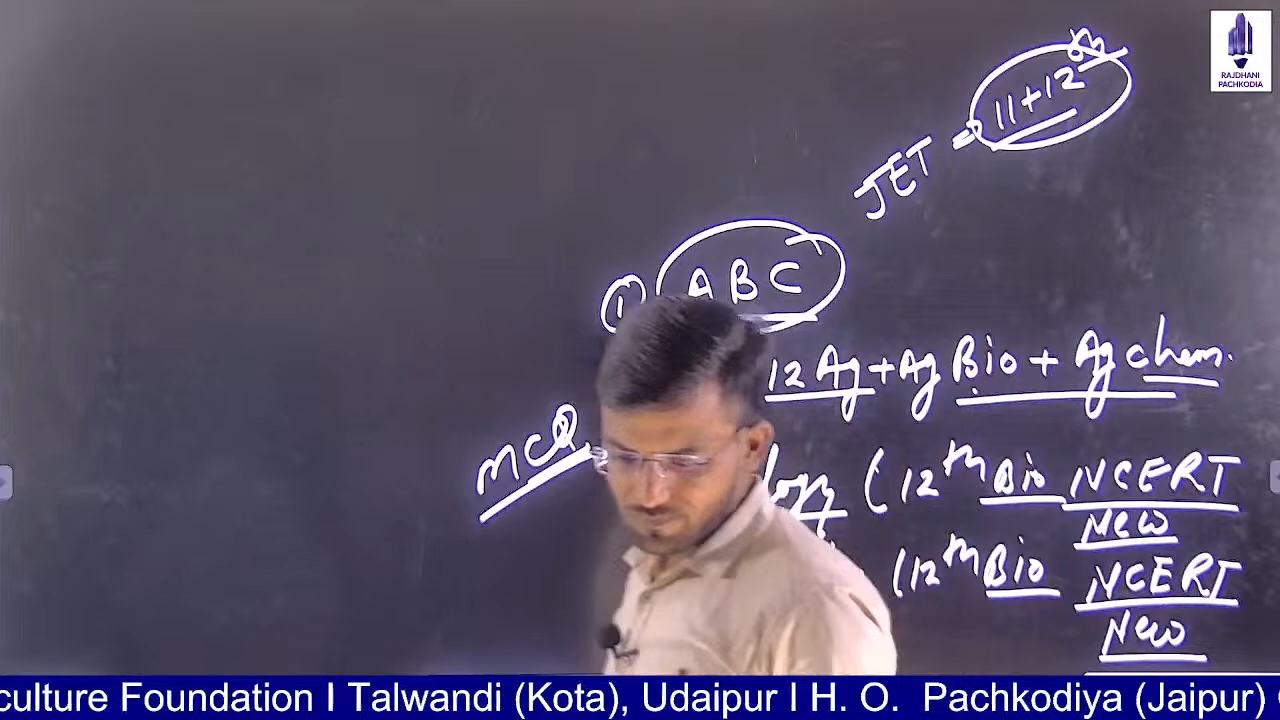 RAJDHANI
PACHKODIA
JET = 11+12th
① ABC
12 Ag + Ag Bio + Ag chem.
MCQ
logy (12th Bio NCERT
New
(12th Bio NCERT
New
culture Foundation I Talwandi (Kota), Udaipur I H. O. Pachkodiya (Jaipur)